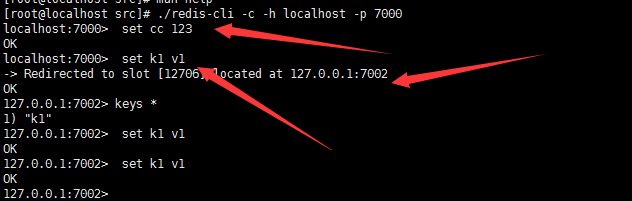 [root@localhost src]# man help
[root@localhost src]# ./redis-cli -c -h localhost -p 7000
localhost:7000>  set cc 123
OK
localhost:7000>  set k1 v1
-> Redirected to slot [12706] located at 127.0.0.1:7002
OK
127.0.0.1:7002> keys *
1) "k1"
127.0.0.1:7002>  set k1 v1
OK
127.0.0.1:7002>  set k1 v1
OK
127.0.0.1:7002>